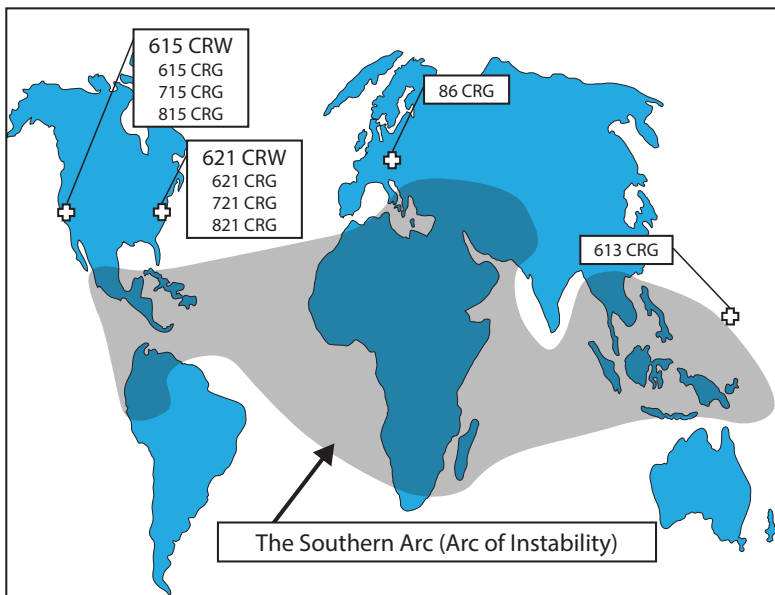 615 CRW
615 CRG
715 CRG
815 CRG
86 CRG
621 CRW
621 CRG
721 CRG
821 CRG
613 CRG
The Southern Arc (Arc of Instability)